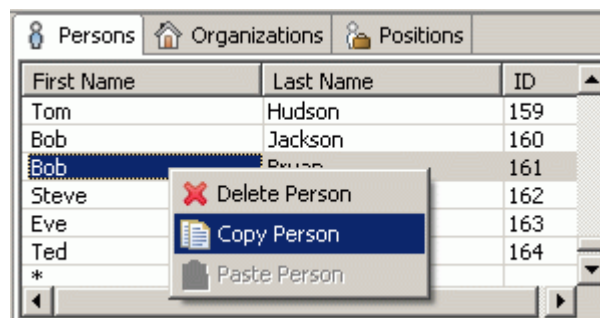 Persons Organizations Positions
First Name Last Name ID
Tom Hudson 159
Bob Jackson 160
Bob 161
Steve 162
Eve 163
Ted 164
*
Delete Person
Copy Person
Paste Person